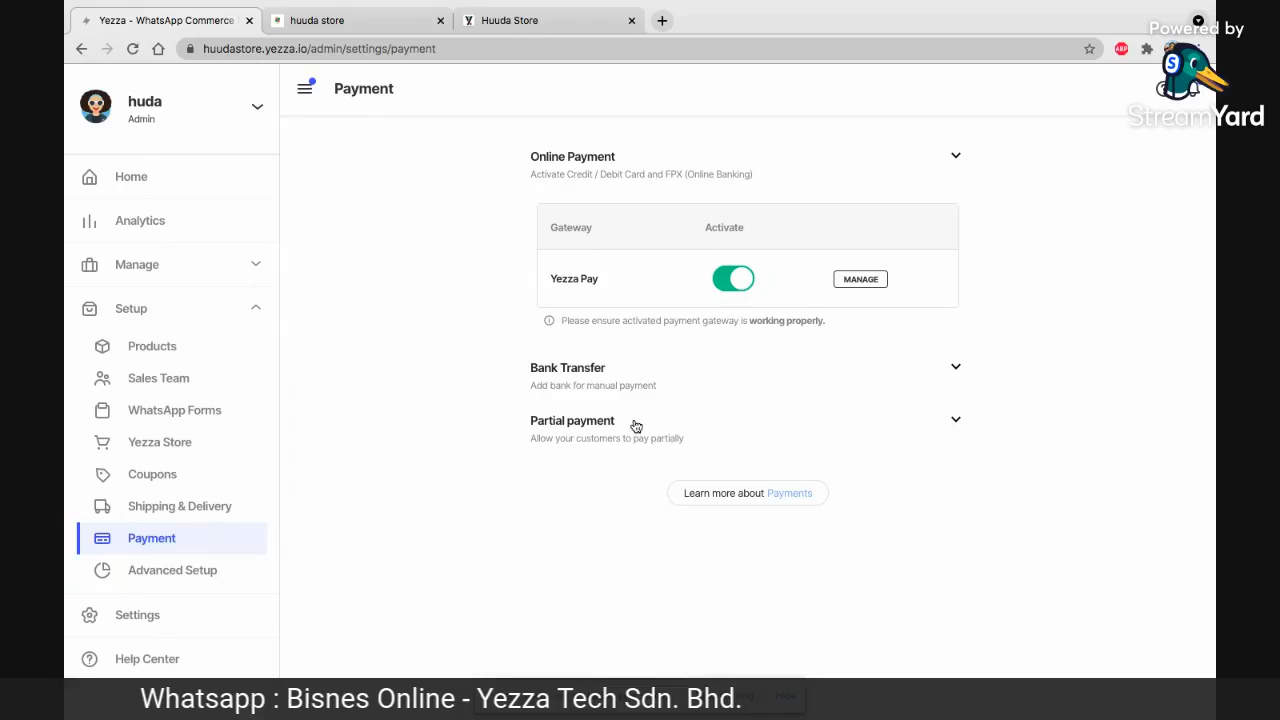 Yezza - WhatsApp Commerce
huuda store
Huuda Store
huudastore.yezza.io/admin/settings/payment
Powered by
StreamYard
huda
Admin
Payment
Home
Analytics
Manage
Setup
Products
Sales Team
WhatsApp Forms
Yezza Store
Coupons
Shipping & Delivery
Payment
Advanced Setup
Settings
Help Center
Online Payment
Activate Credit / Debit Card and FPX (Online Banking)
Gateway Activate
Yezza Pay MANAGE
Please ensure activated payment gateway is working properly.
Bank Transfer
Add bank for manual payment
Partial payment
Allow your customers to pay partially
Learn more about Payments
Hide
Whatsapp : Bisnes Online - Yezza Tech Sdn. Bhd.